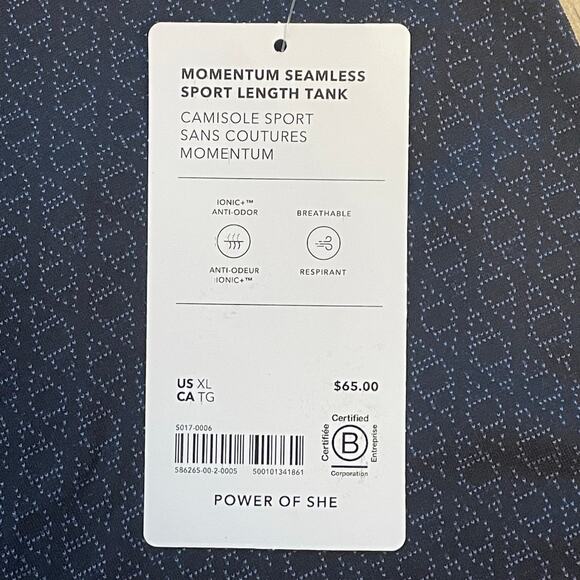 MOMENTUM SEAMLESS
SPORT LENGTH TANK
CAMISOLE SPORT
SANS COUTURES
MOMENTUM
IONIC+™
ANTI-ODOR
BREATHABLE
ANTI-ODEUR
IONIC+™
RESPIRANT
US XL
CA TG
$65.00
S017-0006
586265-00-2-0005 500101341861
Certified
Certifiée
B
Entreprise
Corporation
POWER OF SHE